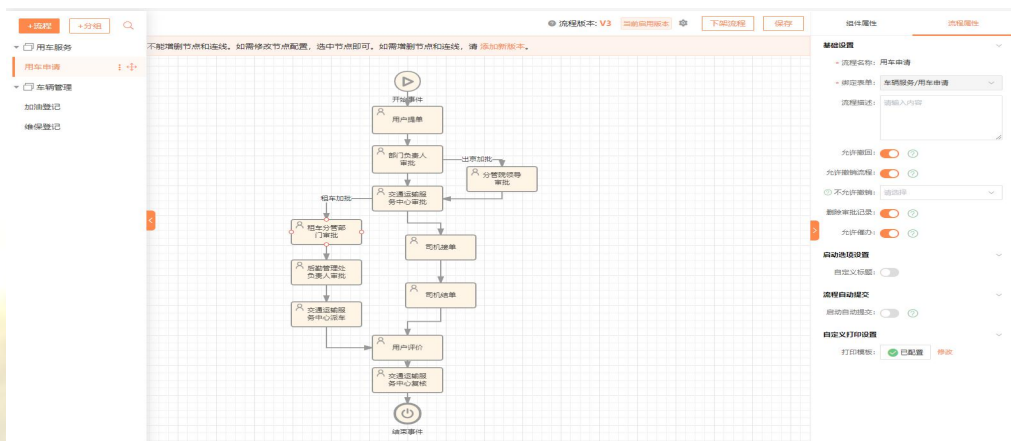 +流程 +分组
用车服务
用车申请
车辆管理
加油登记
维保登记
流程版本: V3 当前启用版本 下架流程 保存
不能增删节点和连线。如需修改节点配置，选中节点即可。如需增删节点和连线，请 添加新版本。
开始事件
用户提单
部门负责人
审批
出京加批
分管院领导
审批
交通运输服
务中心审批
租车加批
租车分管部
门审批
司机接单
后勤管理处
负责人审批
司机结单
交通运输服
务中心派车
用户评价
交通运输服
务中心复核
结束事件
组件属性 流程属性
基础设置
流程名称: 用车申请
绑定表单: 车辆服务/用车申请
流程描述: 请输入内容
允许撤回:
允许撤销流程:
不允许撤销: 请选择
删除审批记录:
允许催办:
启动选项设置
自定义标题:
流程自动提交
启动自动提交:
自定义打印设置
打印模板: 已配置 修改